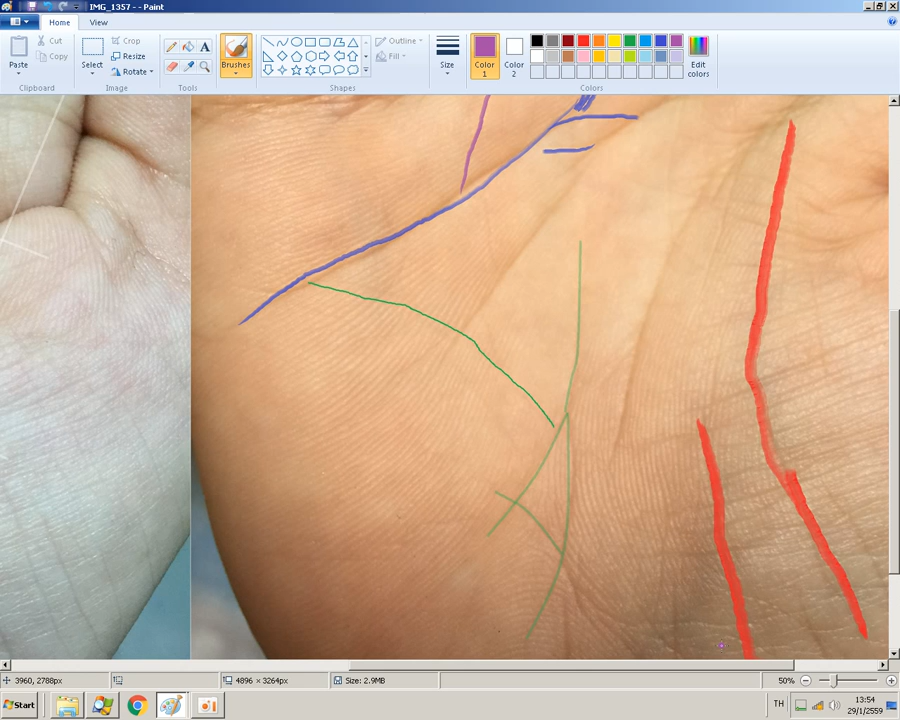 IMG_1357 - - Paint
Home
View
Paste
Cut
Copy
Clipboard
Select
Crop
Resize
Rotate
Image
Tools
Brushes
Shapes
Outline
Fill
Size
Color 1
Color 2
Edit colors
Colors
3960, 2788px
4896 × 3264px
Size: 2.9MB
50%
Start
TH
13:54
29/1/2559